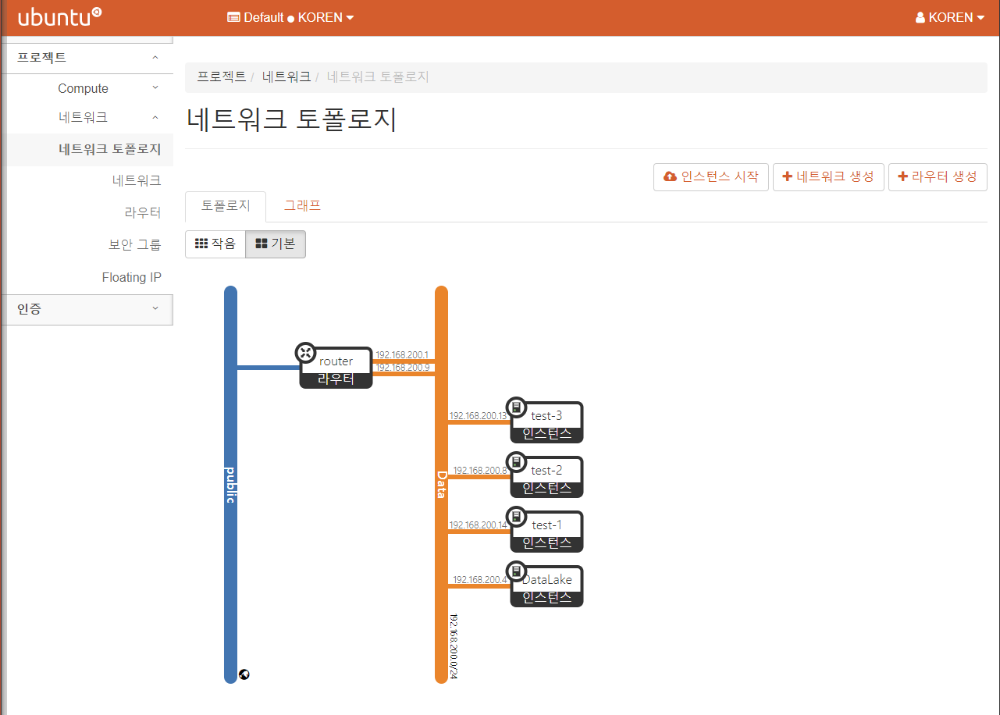 ubuntu
Default ● KOREN
KOREN
프로젝트
Compute
네트워크
네트워크 토폴로지
네트워크
라우터
보안 그룹
Floating IP
인증
프로젝트 / 네트워크 / 네트워크 토폴로지
네트워크 토폴로지
인스턴스 시작
+ 네트워크 생성
+ 라우터 생성
토폴로지
그래프
작음
기본
public
router
라우터
192.168.200.1
192.168.200.9
Data
192.168.200.0/24
192.168.200.13
test-3
인스턴스
192.168.200.8
test-2
인스턴스
192.168.200.14
test-1
인스턴스
192.168.200.4
DataLake
인스턴스